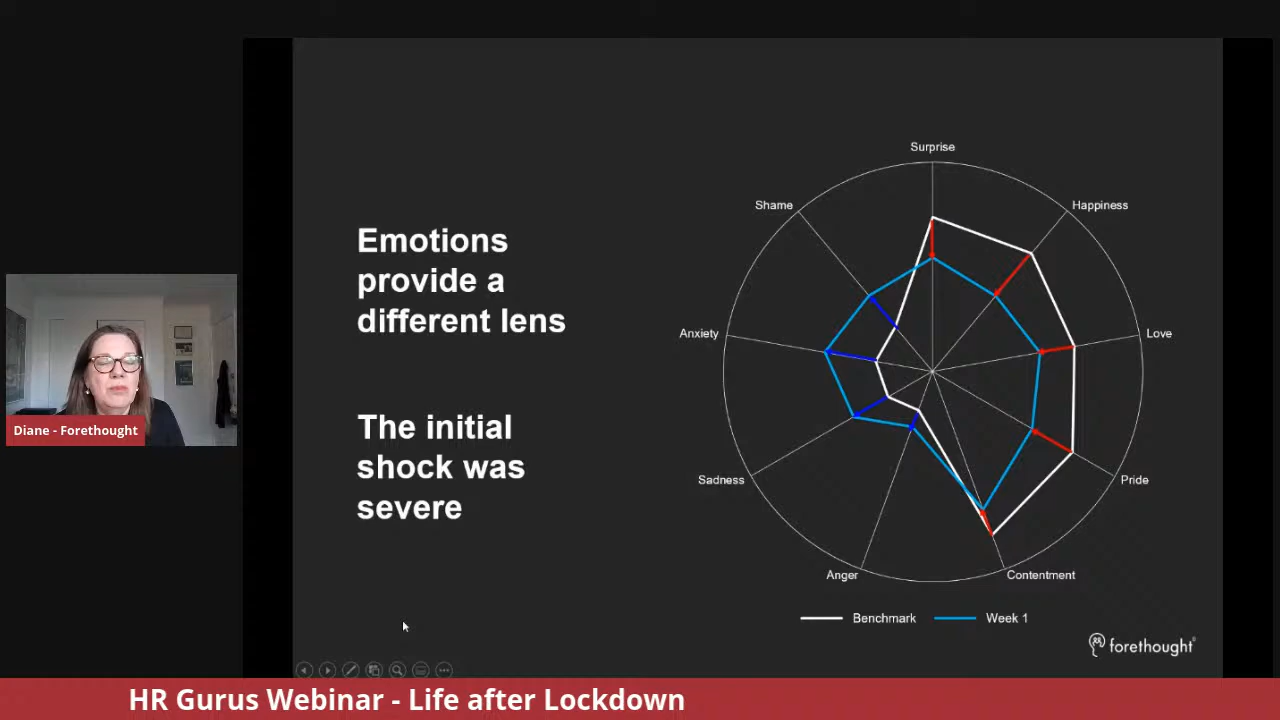 Emotions
provide a
different lens
The initial
shock was
severe
Surprise
Shame
Happiness
Anxiety
Love
Sadness
Pride
Anger
Contentment
Benchmark
Week 1
forethought
Diane - Forethought
HR Gurus Webinar - Life after Lockdown